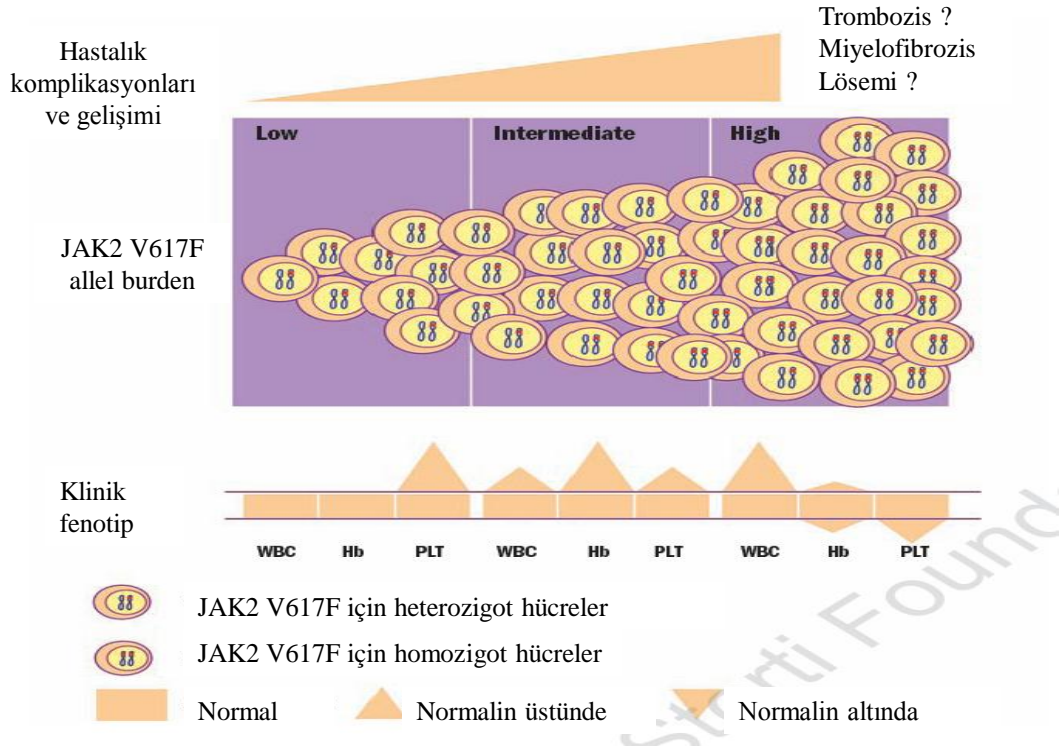 Trombozis ?
Miyelofibrozis
Lösemi ?
Hastalık
komplikasyonları
ve gelişimi
Low
Intermediate
High
JAK2 V617F
allel burden
Klinik
fenotip
WBC Hb PLT WBC Hb PLT WBC Hb PLT
JAK2 V617F için heterozigot hücreler
JAK2 V617F için homozigot hücreler
Normal
Normalin üstünde
Normalin altında